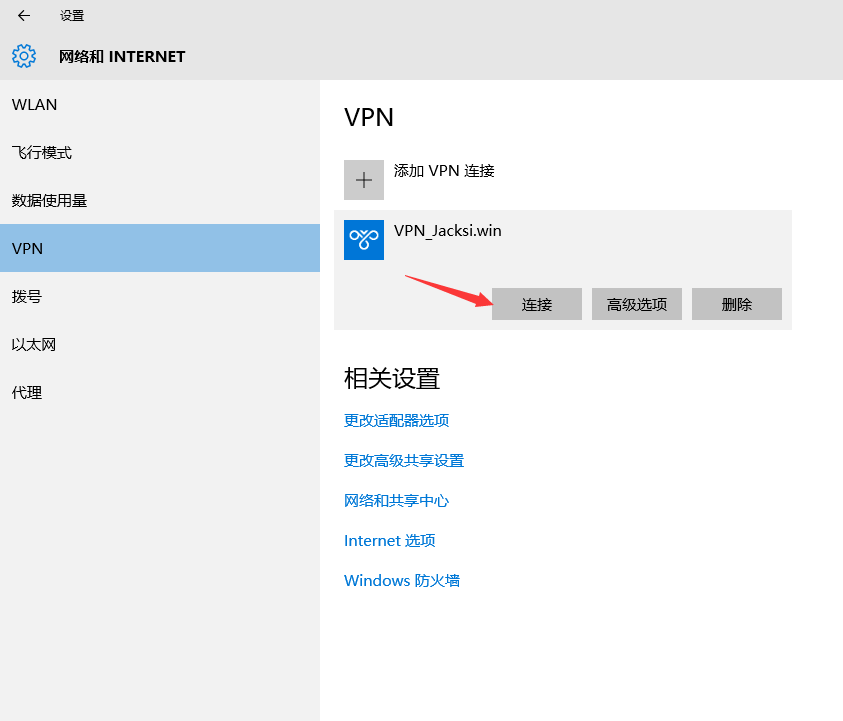 设置
网络和 INTERNET
WLAN
飞行模式
数据使用量
VPN
拨号
以太网
代理
VPN
添加 VPN 连接
VPN_Jacksi.win
连接
高级选项
删除
相关设置
更改适配器选项
更改高级共享设置
网络和共享中心
Internet 选项
Windows 防火墙